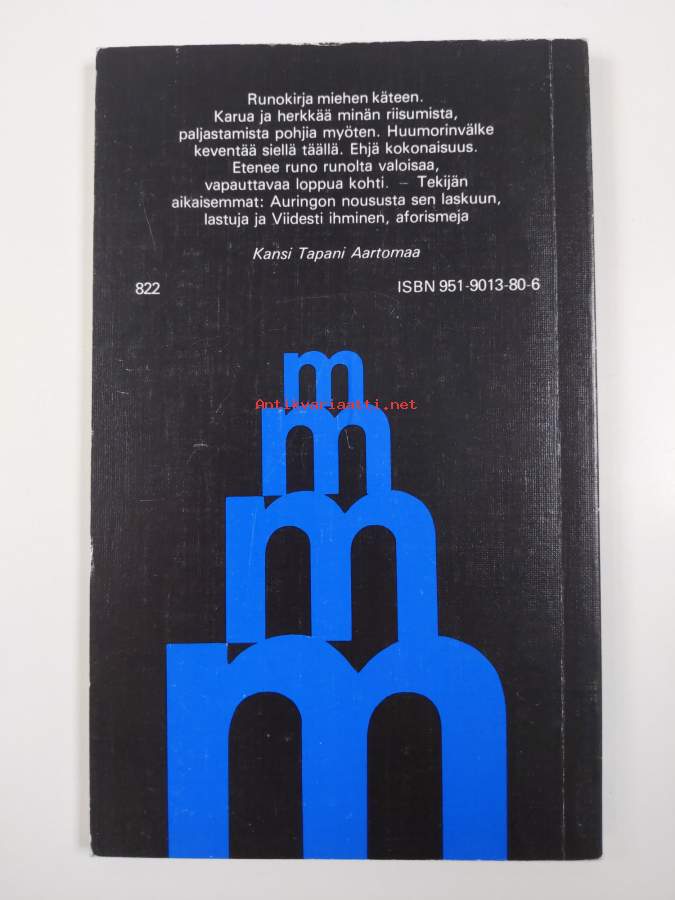 Runokirja miehen käteen.
Karua ja herkkää minän riisumista,
paljastamista pohjia myöten. Huumorinvälke
keventää siellä täällä. Ehjä kokonaisuus.
Etenee runo runolta valoisaa,
vapauttavaa loppua kohti. – Tekijän
aikaisemmat: Auringon noususta sen laskuun,
lastuja ja Viidesti ihminen, aforismeja
Kansi Tapani Aartomaa
822 ISBN 951-9013-80-6
m
Antikvariaatti.net
m
m
m